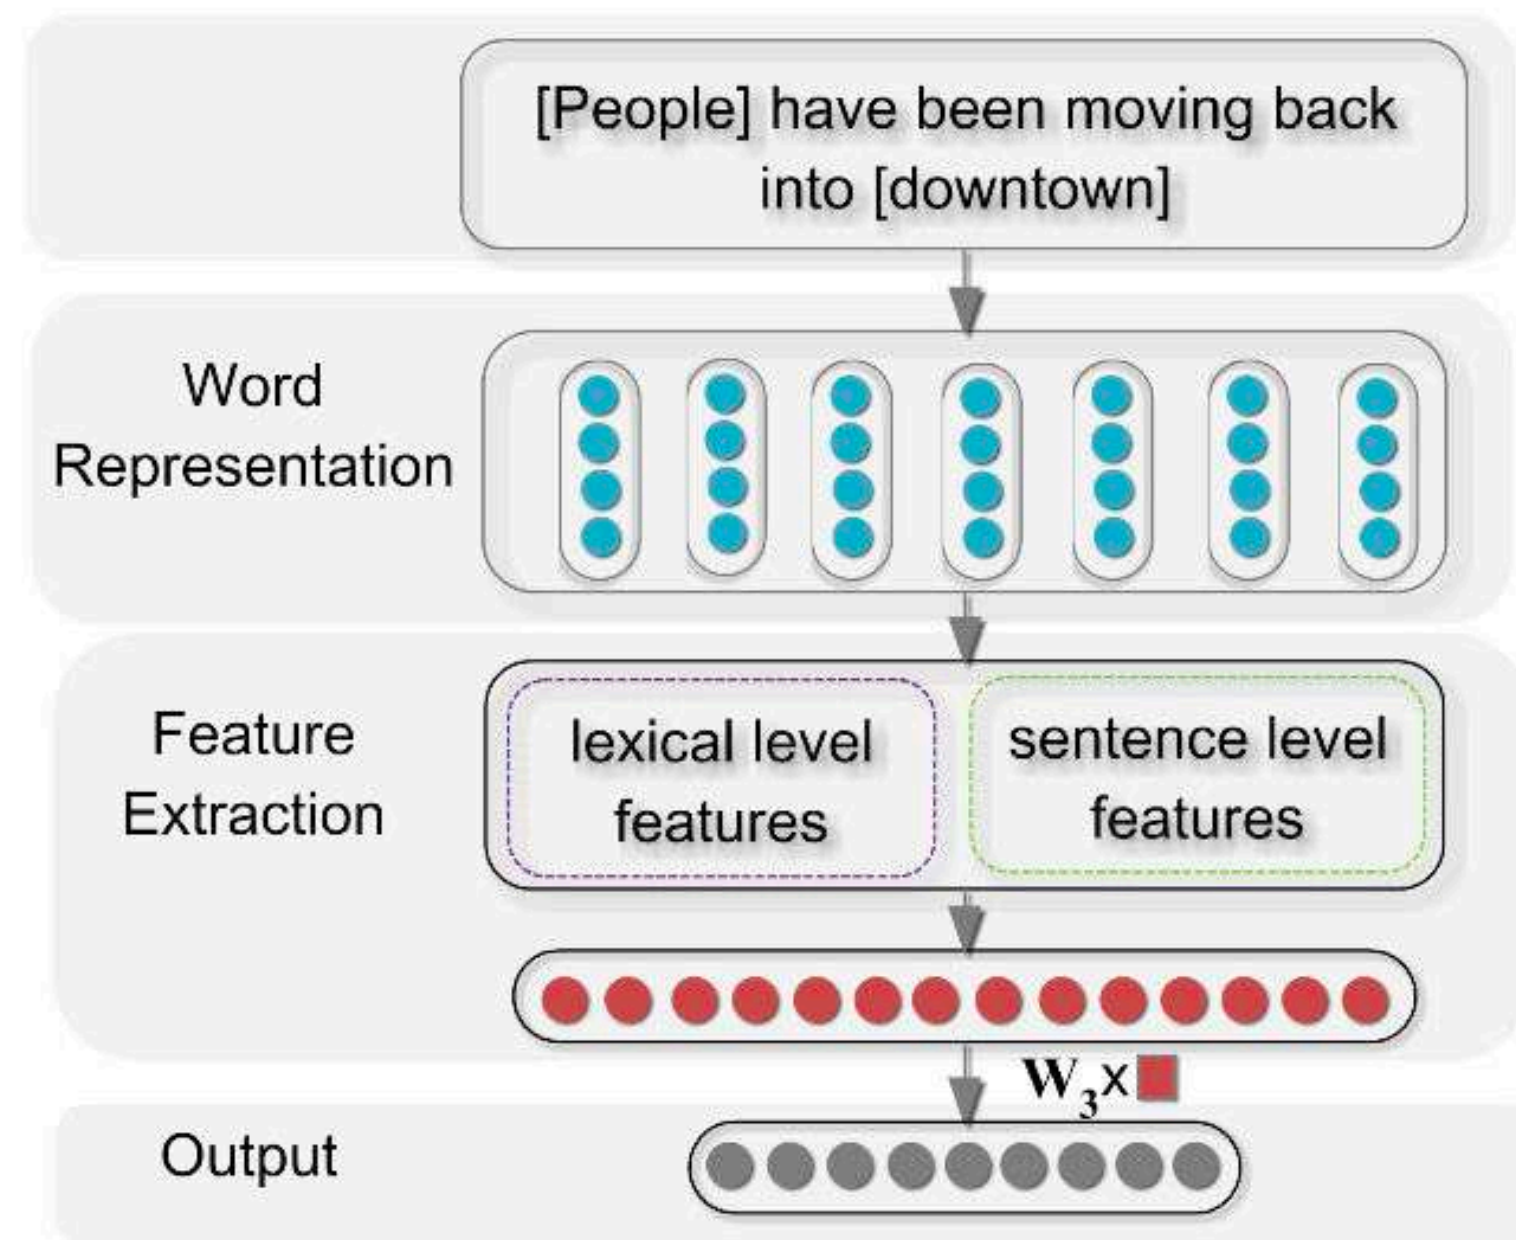 [People] have been moving back
into [downtown]
Word
Representation
Feature
Extraction
lexical level
features
sentence level
features
W₃x
Output